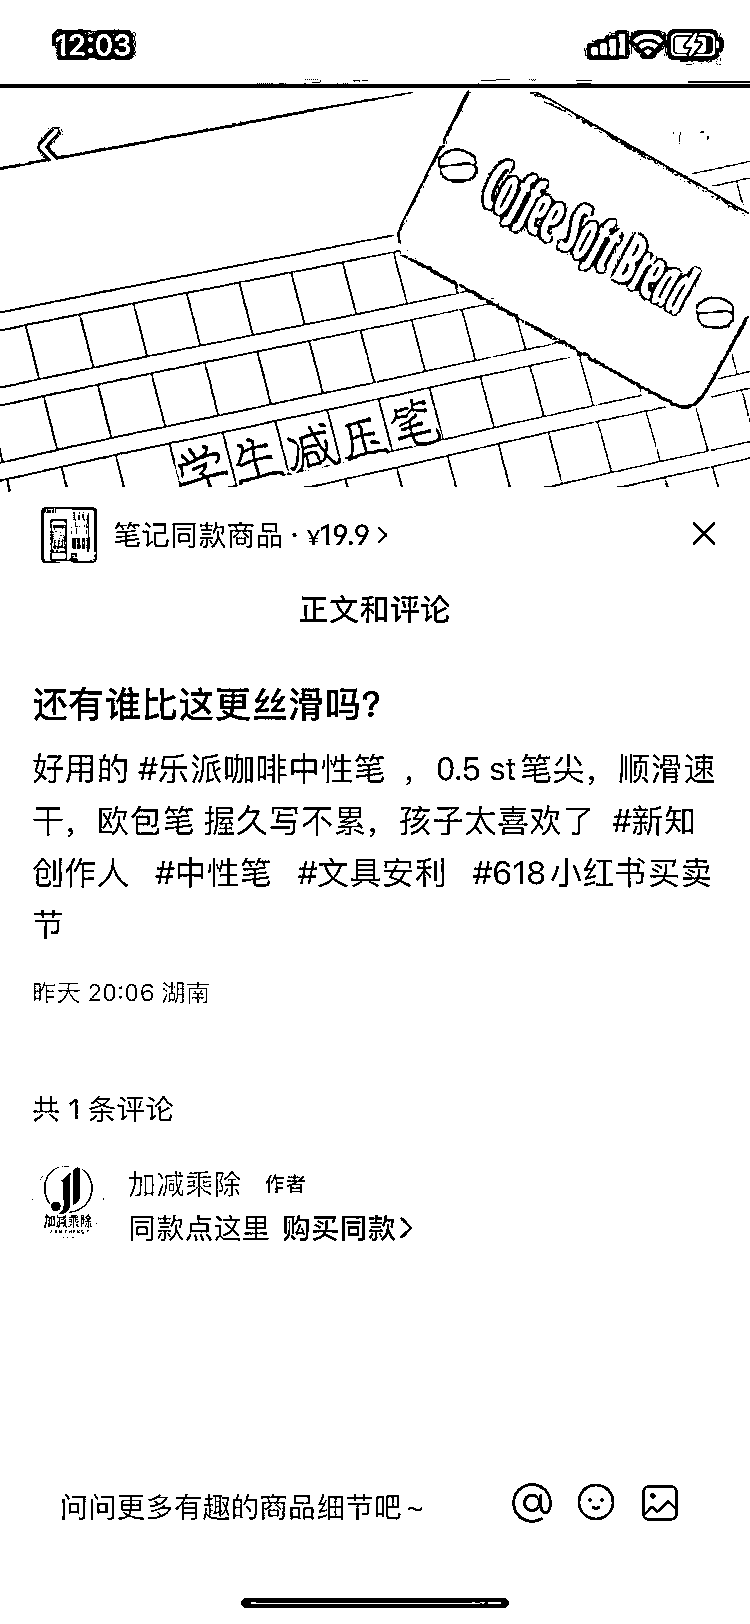 12:03
Coffee Soft Bread
学生减压笔
笔记同款商品 · ¥19.9 >
正文和评论
还有谁比这更丝滑吗?
好用的 #乐派咖啡中性笔 ，0.5 st笔尖，顺滑速
干，欧包笔 握久写不累，孩子太喜欢了 #新知
创作人 #中性笔 #文具安利 #618小红书买卖
节
昨天 20:06 湖南
共 1 条评论
加减乘除 作者
加减乘除
同款点这里 购买同款>
问问更多有趣的商品细节吧~